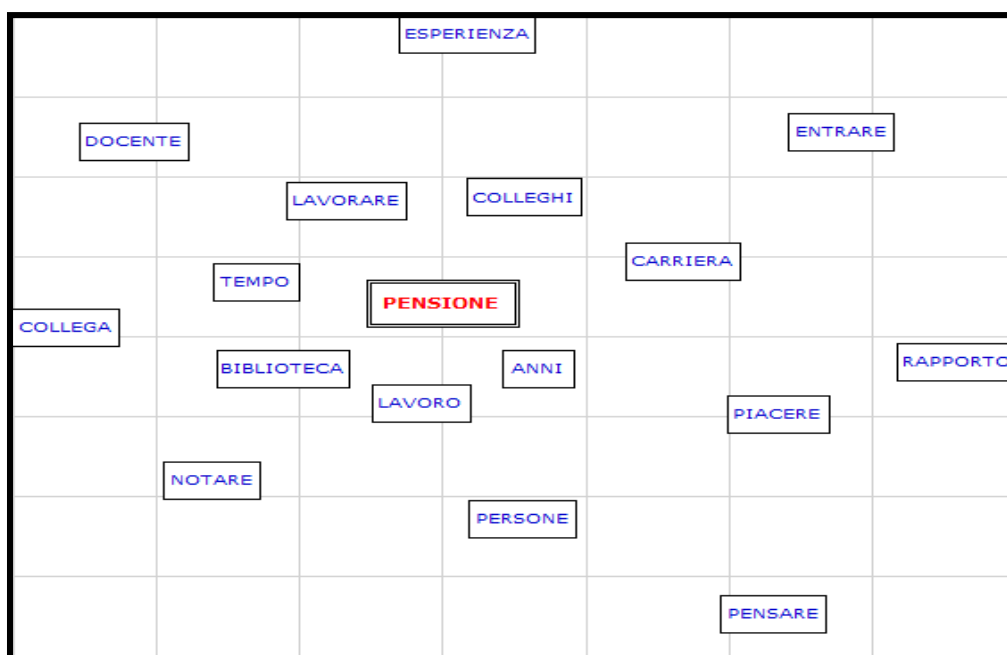 ESPERIENZA
DOCENTE
ENTRARE
LAVORARE
COLLEGHI
CARRIERA
TEMPO
PENSIONE
COLLEGA
BIBLIOTECA
ANNI
RAPPORTO
LAVORO
PIACERE
NOTARE
PERSONE
PENSARE